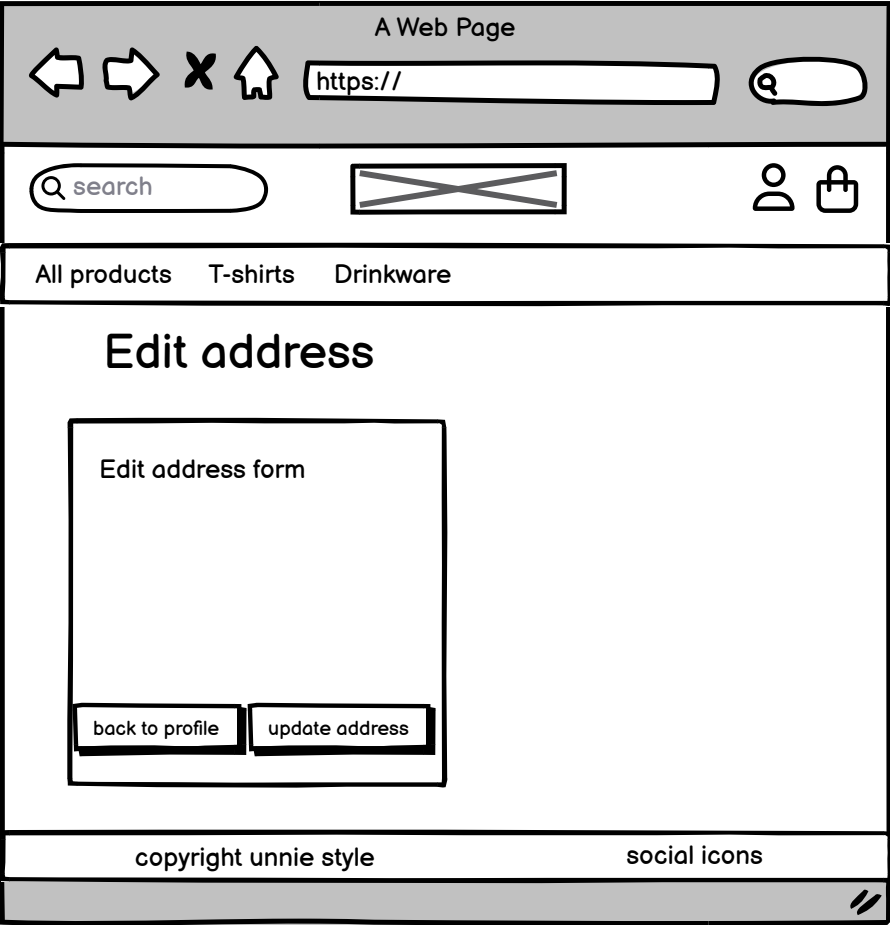 A Web Page
https://
search
All products T-shirts Drinkware
Edit address
Edit address form
back to profile update address
copyright unnie style social icons